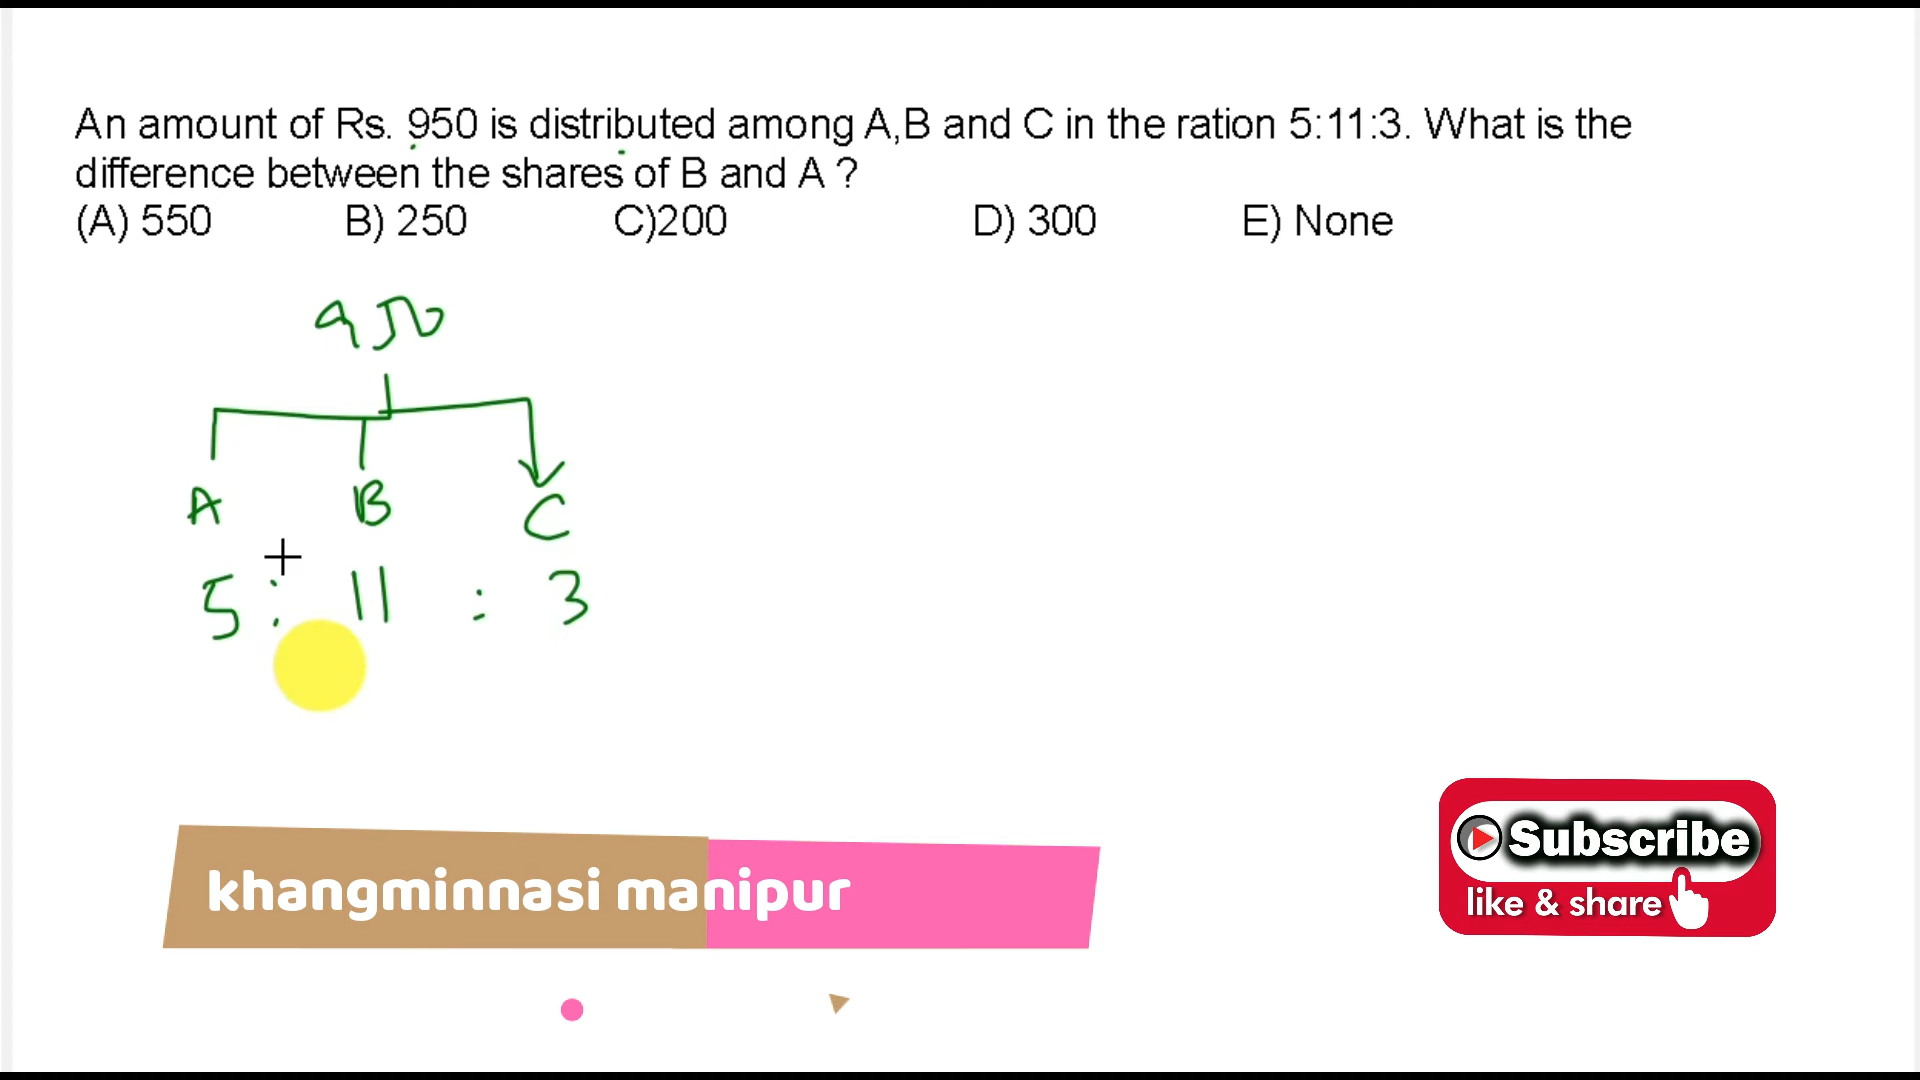 An amount of Rs. 950 is distributed among A,B and C in the ration 5:11:3. What is the
difference between the shares of B and A ?
(A) 550 B) 250 C)200 D) 300 E) None
950
A B C
5 : 11 : 3
khangminnasi manipur
Subscribe
like & share